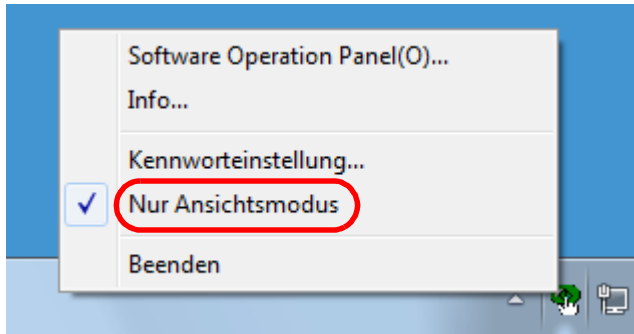 Software Operation Panel(O)...
Info...
Kennworteinstellung...
Nur Ansichtsmodus
Beenden